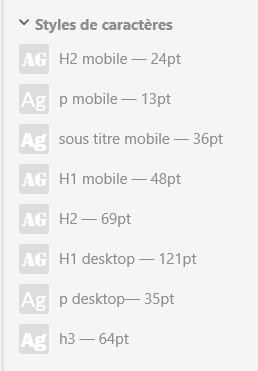 Styles de caractères
AG H2 mobile — 24pt
Ag p mobile — 13pt
Ag sous titre mobile — 36pt
AG H1 mobile — 48pt
AG H2 — 69pt
AG H1 desktop — 121pt
Ag p desktop— 35pt
Ag h3 — 64pt